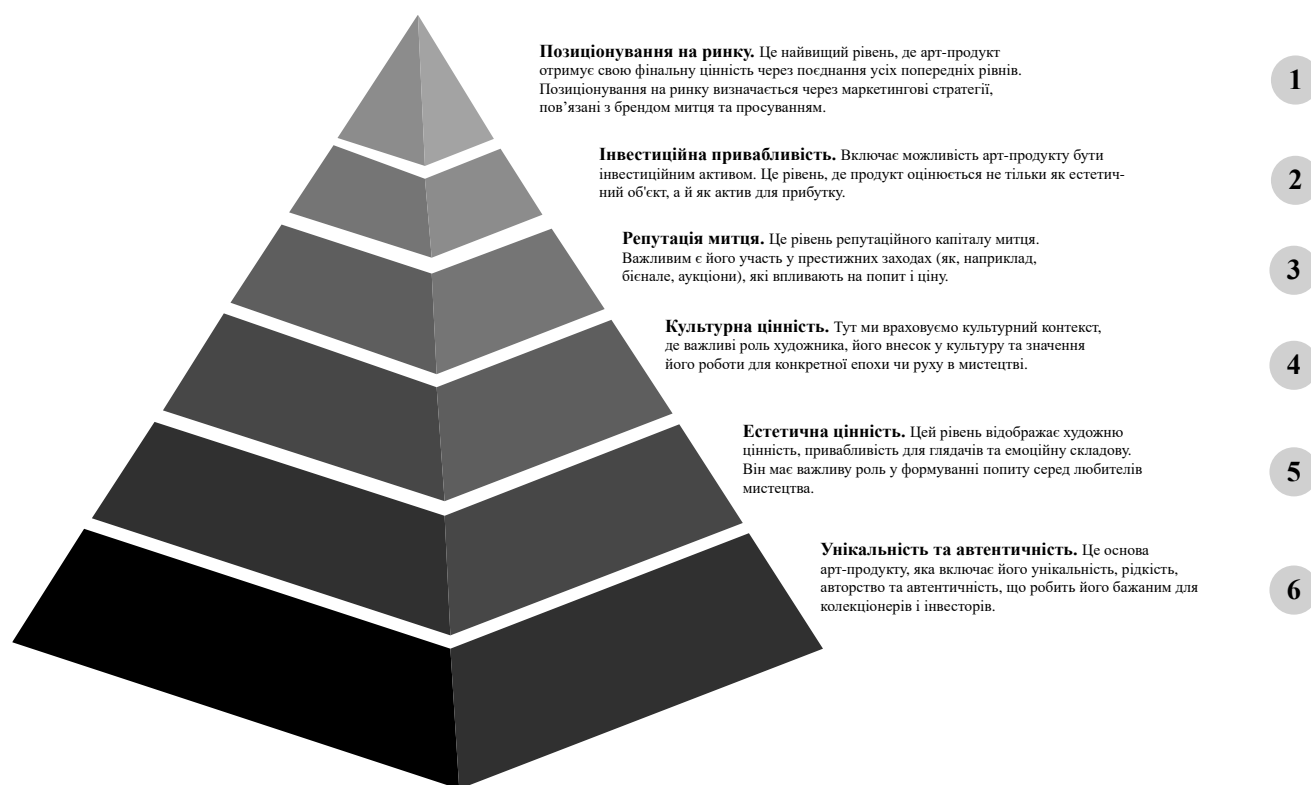 Позиціонування на ринку. Це найвищий рівень, де арт-продукт
отримує свою фінальну цінність через поєднання усіх попередніх рівнів.
Позиціонування на ринку визначається через маркетингові стратегії,
пов’язані з брендом митця та просуванням.
1
Інвестиційна привабливість. Включає можливість арт-продукту бути
інвестиційним активом. Це рівень, де продукт оцінюється не тільки як естетич-
ний об'єкт, а й як актив для прибутку.
2
Репутація митця. Це рівень репутаційного капіталу митця.
Важливим є його участь у престижних заходах (як, наприклад,
бієнале, аукціони), які впливають на попит і ціну.
3
Культурна цінність. Тут ми враховуємо культурний контекст,
де важливі роль художника, його внесок у культуру та значення
його роботи для конкретної епохи чи руху в мистецтві.
4
Естетична цінність. Цей рівень відображає художню
цінність, привабливість для глядачів та емоційну складову.
Він має важливу роль у формуванні попиту серед любителів
мистецтва.
5
Унікальність та автентичність. Це основа
арт-продукту, яка включає його унікальність, рідкість,
авторство та автентичність, що робить його бажаним для
колекціонерів і інвесторів.
6